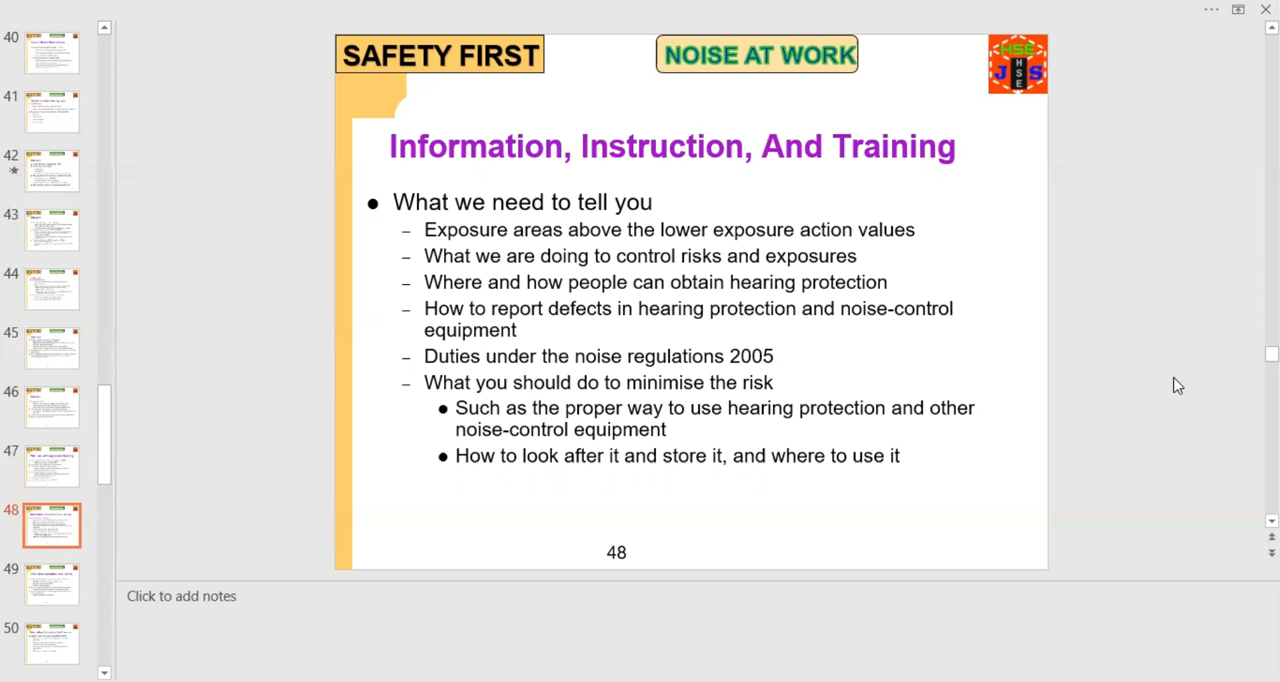 SAFETY FIRST
NOISE AT WORK
HSE
J HSE S
Information, Instruction, And Training
● What we need to tell you
– Exposure areas above the lower exposure action values
– What we are doing to control risks and exposures
– Where and how people can obtain hearing protection
– How to report defects in hearing protection and noise-control
equipment
– Duties under the noise regulations 2005
– What you should do to minimise the risk
● Such as the proper way to use hearing protection and other
noise-control equipment
● How to look after it and store it, and where to use it
48
Click to add notes
40
41
42
43
44
45
46
47
48
49
50